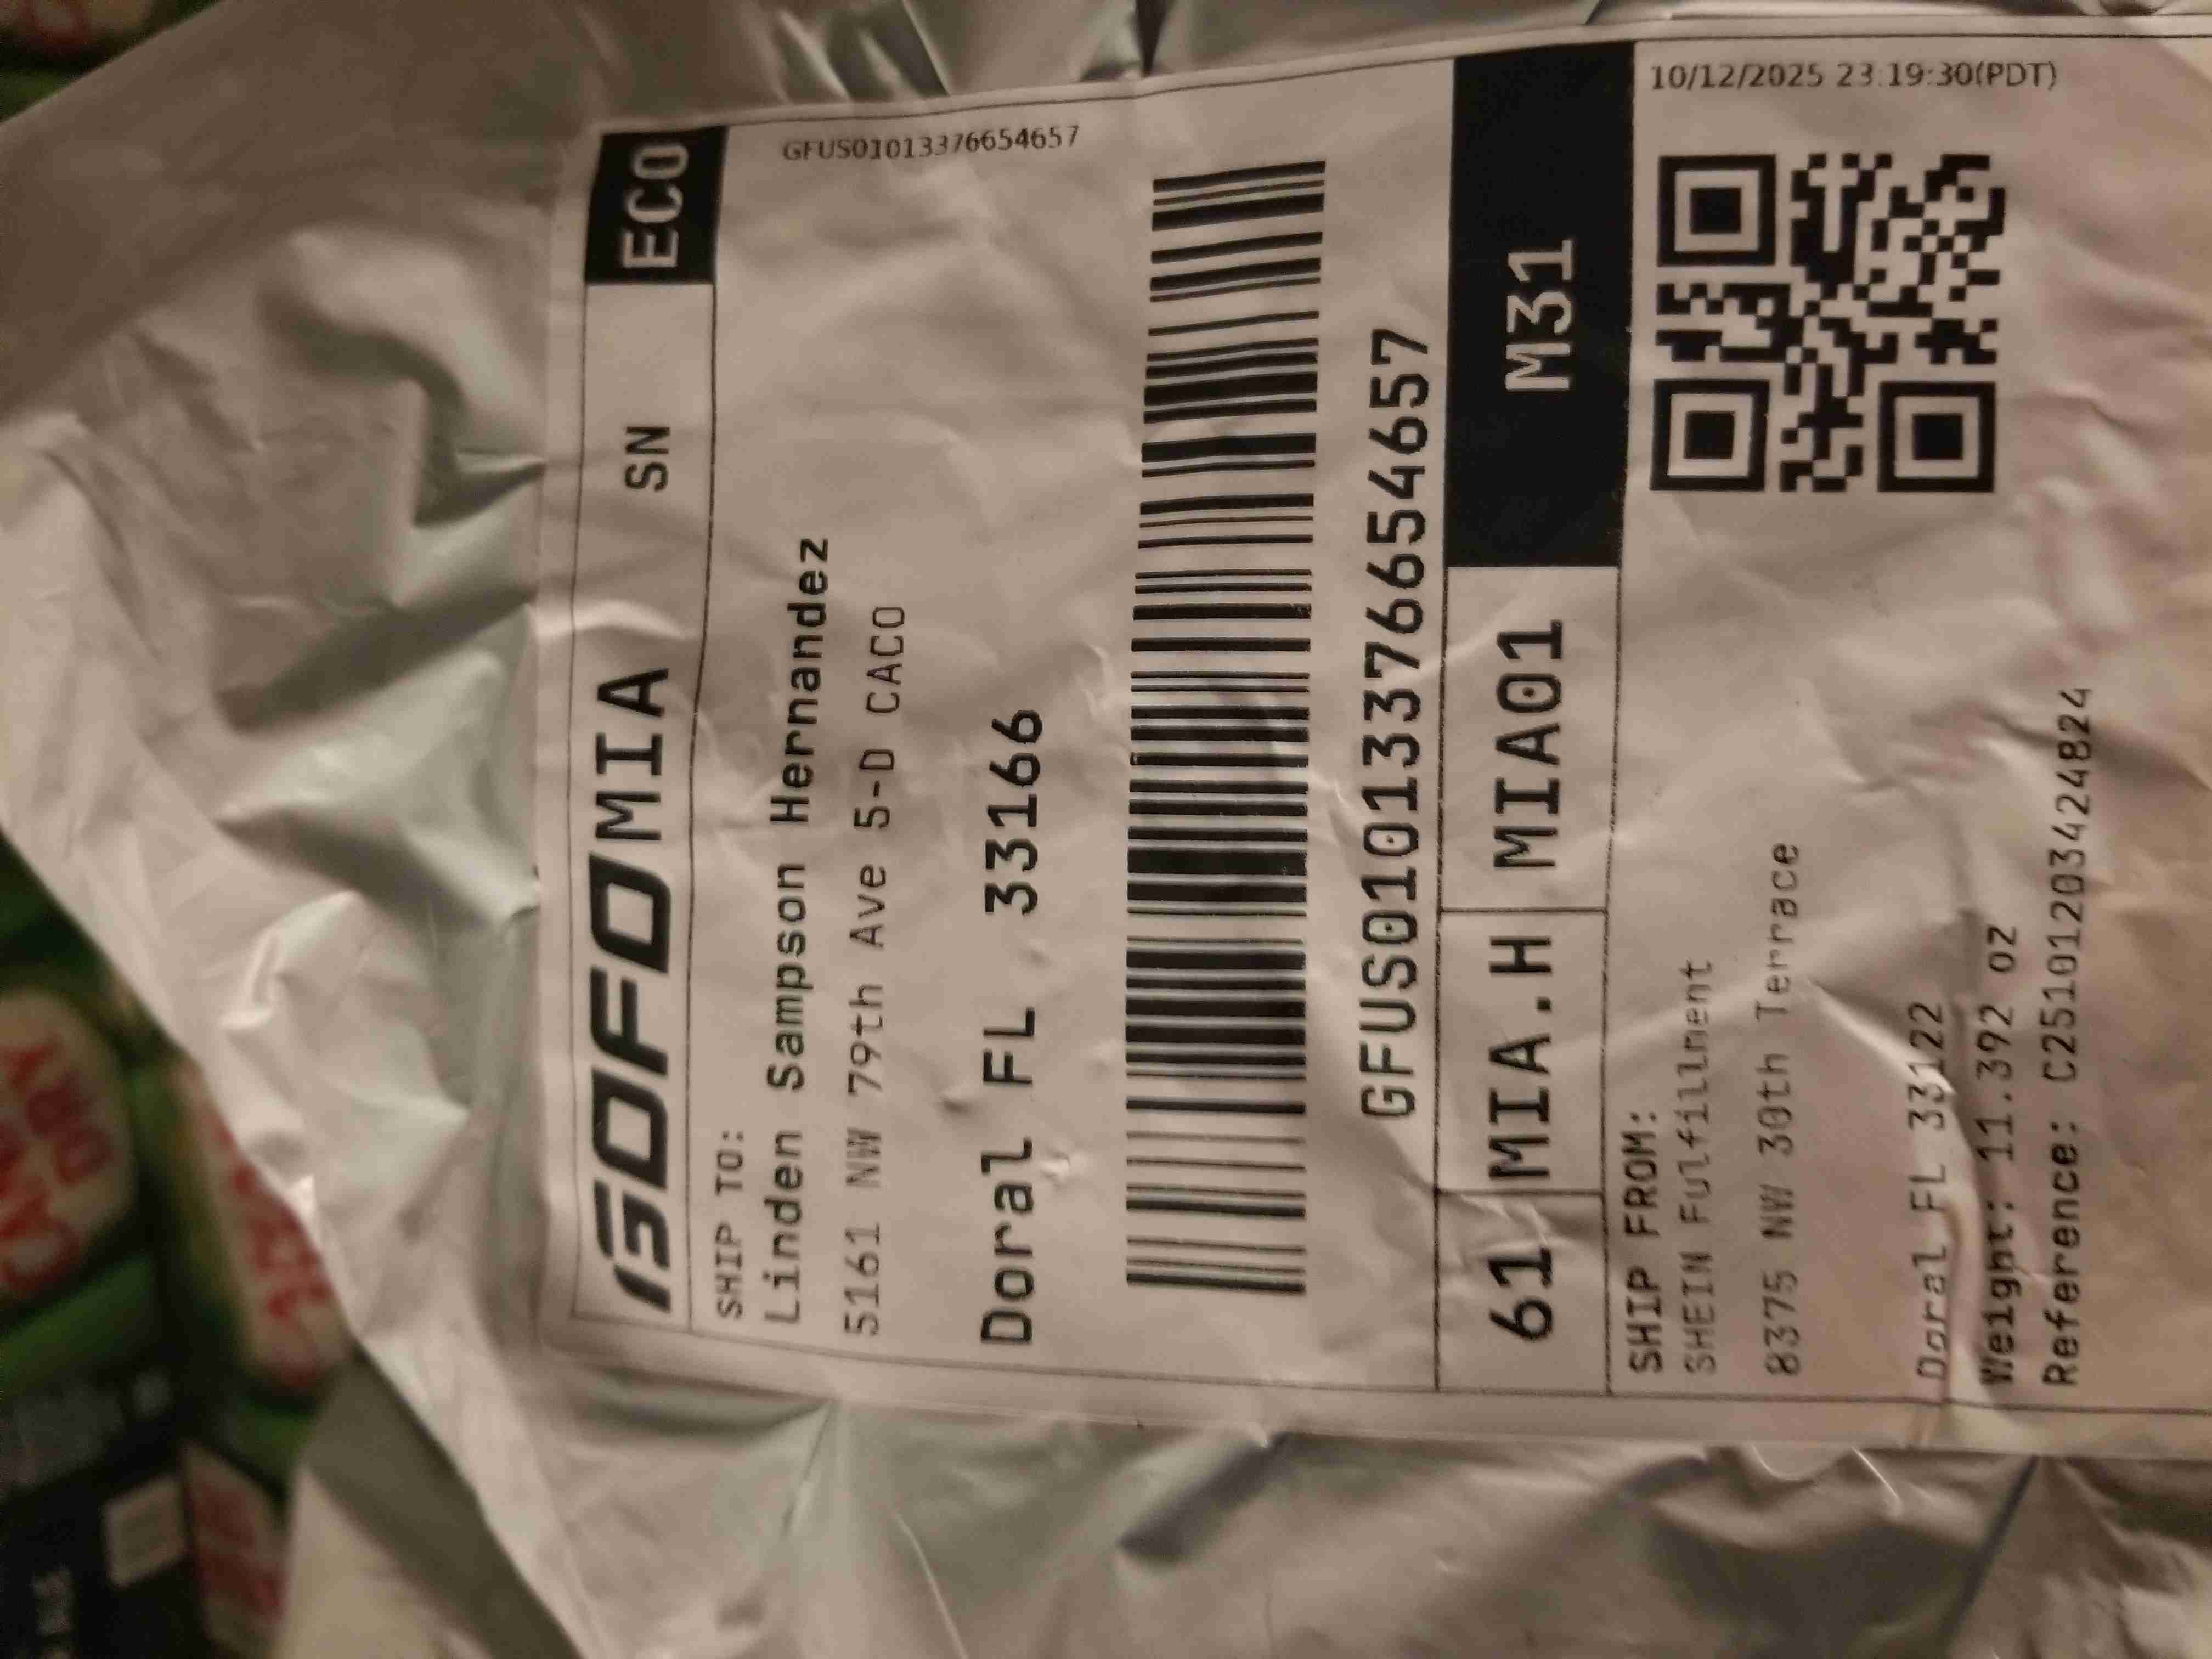 GOFO MIA SN ECO
GFUS01013376654657
SHIP TO:
Linden Sampson Hernandez
5161 NW 79th Ave 5-D CACO
Doral FL 33166
GFUS01013376654657
61 MIA.H MIA01 M31
10/12/2025 23:19:30(PDT)
SHIP FROM:
SHEIN Fulfillment
8375 NW 30th Terrace
Doral FL 33122
Weight: 11.392 oz
Reference: C25101203424824